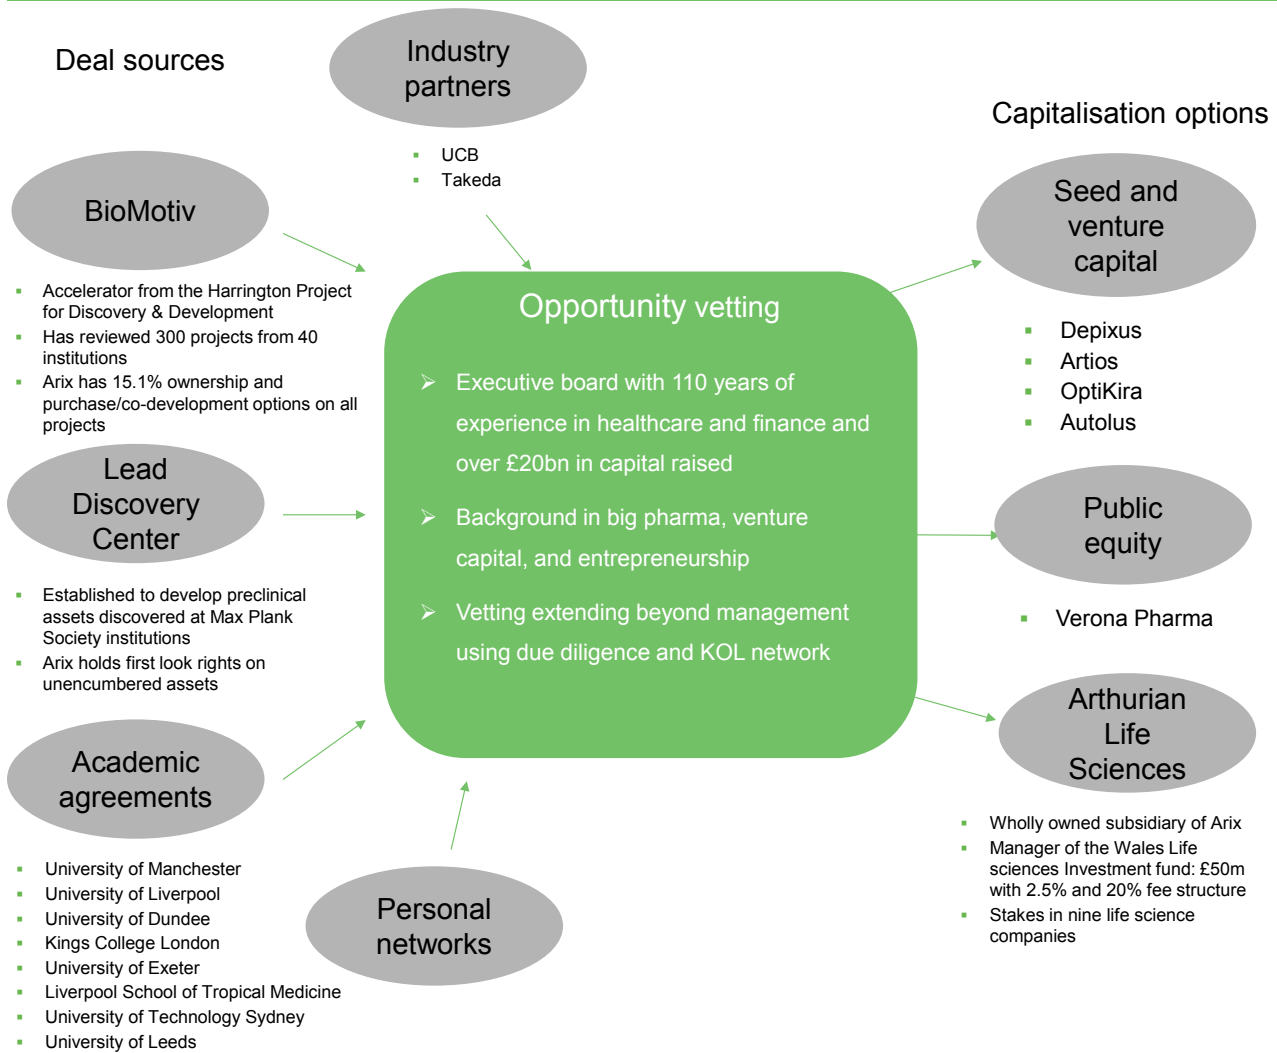 Deal sources
Industry
partners
UCB
Takeda
BioMotiv
Accelerator from the Harrington Project
for Discovery & Development
Has reviewed 300 projects from 40
institutions
Arix has 15.1% ownership and
purchase/co-development options on all
projects
Lead
Discovery
Center
Established to develop preclinical
assets discovered at Max Plank
Society institutions
Arix holds first look rights on
unencumbered assets
Academic
agreements
University of Manchester
University of Liverpool
University of Dundee
Kings College London
University of Exeter
Liverpool School of Tropical Medicine
University of Technology Sydney
University of Leeds
Personal
networks
Opportunity vetting
Executive board with 110 years of
experience in healthcare and finance and
over £20bn in capital raised
Background in big pharma, venture
capital, and entrepreneurship
Vetting extending beyond management
using due diligence and KOL network
Capitalisation options
Seed and
venture
capital
Depixus
Artios
OptiKira
Autolus
Public
equity
Verona Pharma
Arthurian
Life
Sciences
Wholly owned subsidiary of Arix
Manager of the Wales Life
sciences Investment fund: £50m
with 2.5% and 20% fee structure
Stakes in nine life science
companies